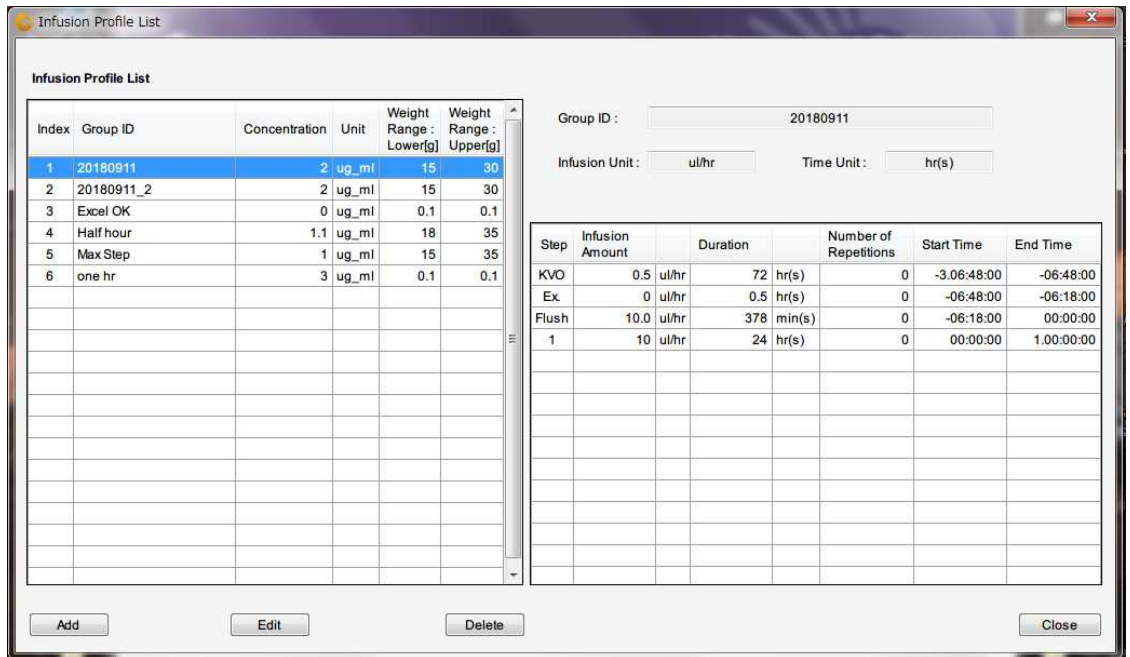 Infusion Profile List
Infusion Profile List
Index Group ID Concentration Unit Weight Range : Lower[g] Weight Range : Upper[g]
1 20180911 2 ug_ml 15 30
2 20180911_2 2 ug_ml 15 30
3 Excel OK 0 ug_ml 0.1 0.1
4 Half hour 1.1 ug_ml 18 35
5 Max Step 1 ug_ml 15 35
6 one hr 3 ug_ml 0.1 0.1
Group ID : 20180911
Infusion Unit : ul/hr Time Unit : hr(s)
Step Infusion Amount Duration Number of Repetitions Start Time End Time
KVO 0.5 ul/hr 72 hr(s) 0 -3.06:48:00 -06:48:00
Ex. 0 ul/hr 0.5 hr(s) 0 -06:48:00 -06:18:00
Flush 10.0 ul/hr 378 min(s) 0 -06:18:00 00:00:00
1 10 ul/hr 24 hr(s) 0 00:00:00 1.00:00:00
Add Edit Delete Close